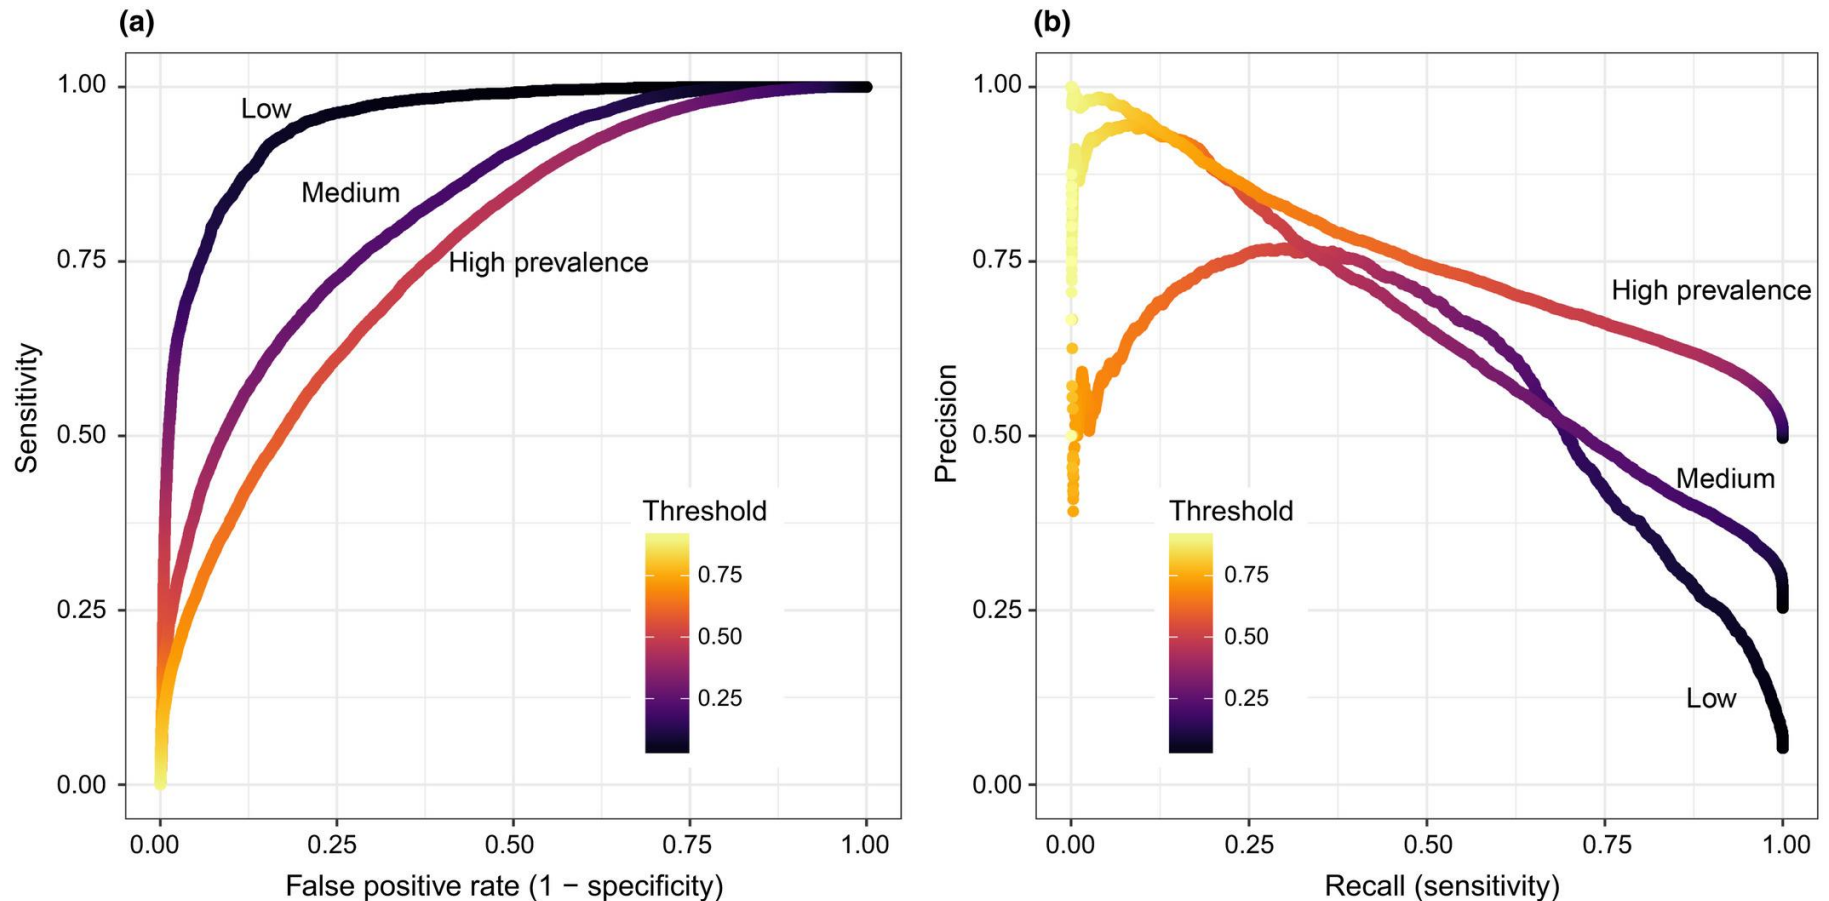 (a)
1.00
0.75
0.50
0.25
0.00
Sensitivity
Low
Medium
High prevalence
Threshold
0.75
0.50
0.25
0.00
0.25
0.50
0.75
1.00
False positive rate (1 − specificity)
(b)
1.00
0.75
0.50
0.25
0.00
Precision
High prevalence
Medium
Low
Threshold
0.75
0.50
0.25
0.00
0.25
0.50
0.75
1.00
Recall (sensitivity)